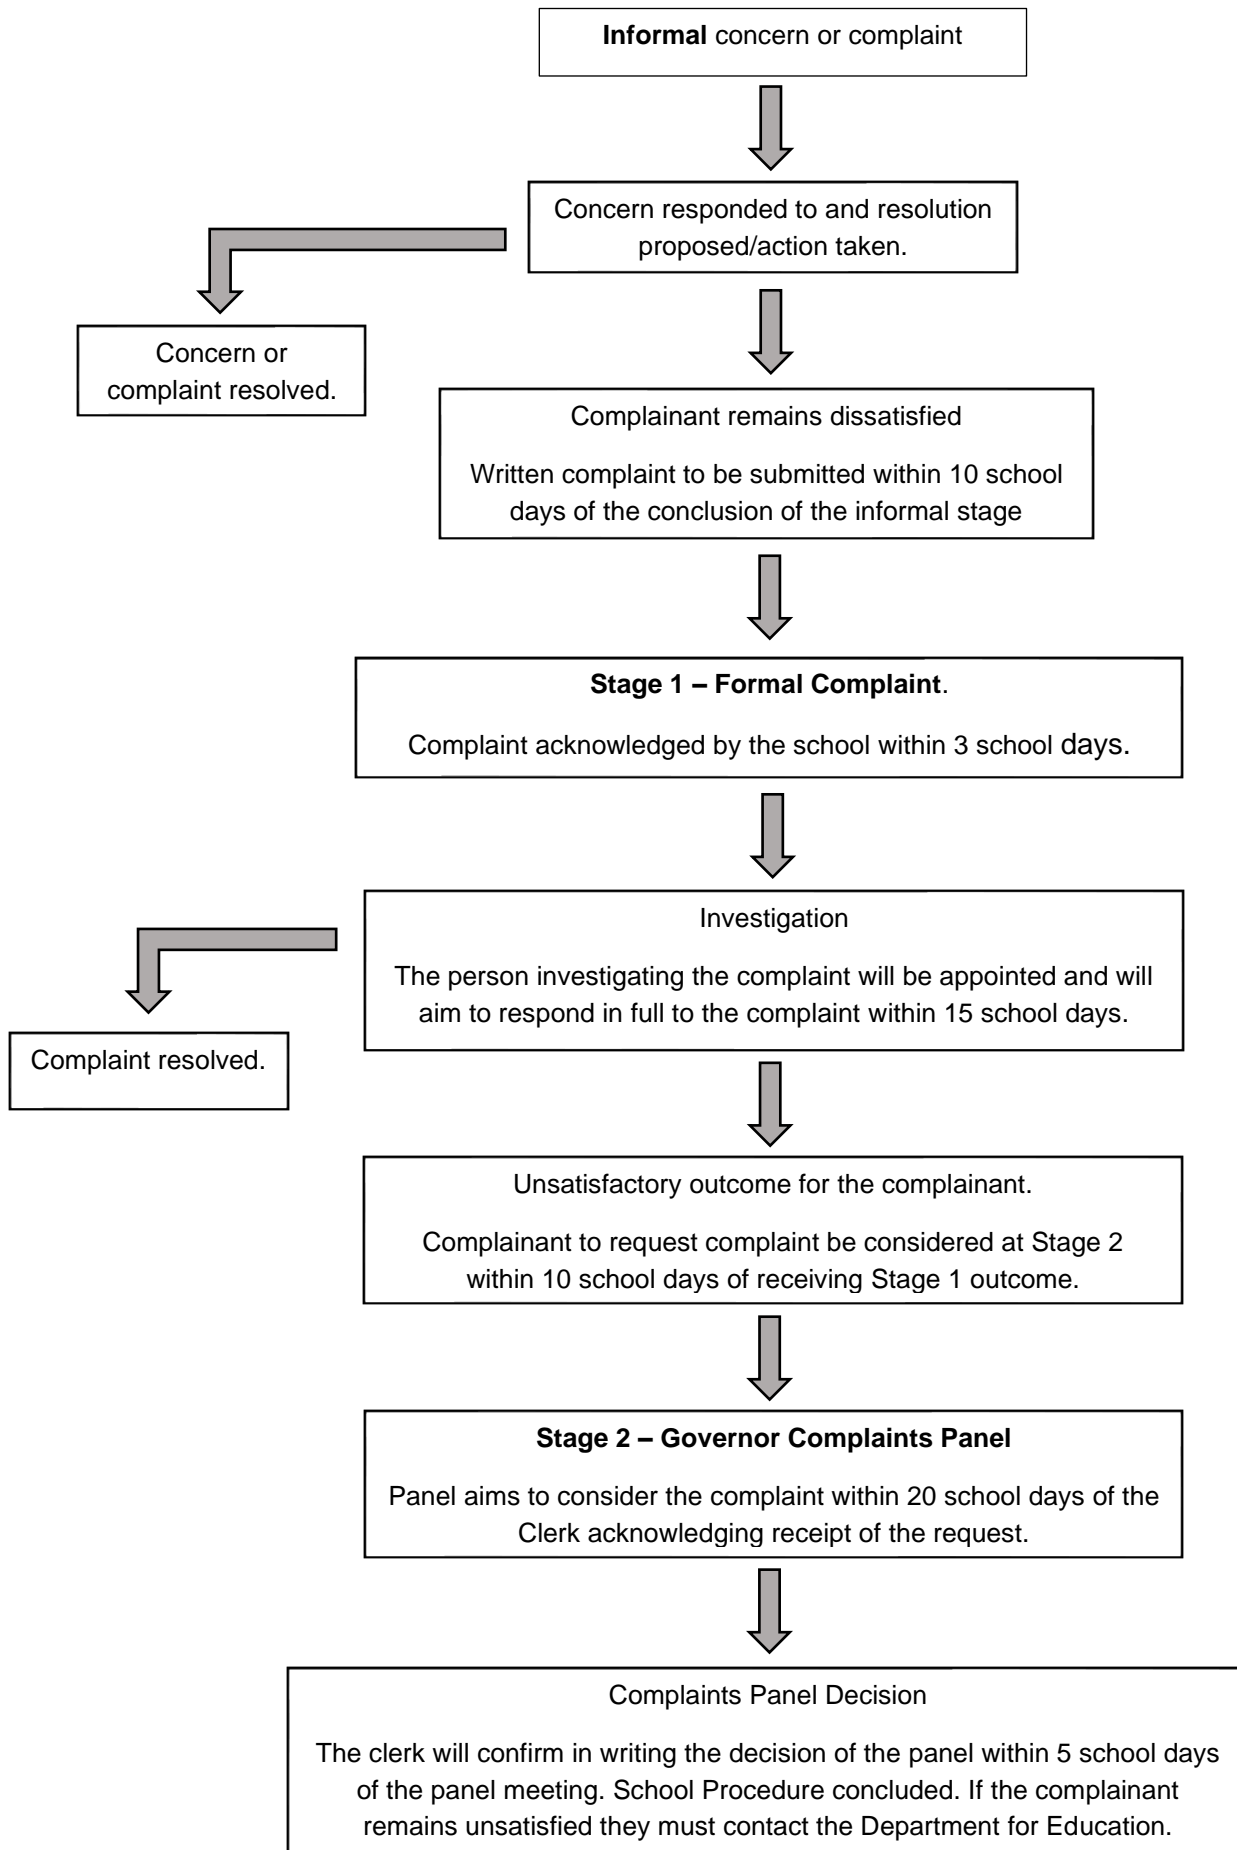 Informal concern or complaint
Concern responded to and resolution
proposed/action taken.
Concern or
complaint resolved.
Complainant remains dissatisfied
Written complaint to be submitted within 10 school
days of the conclusion of the informal stage
Stage 1 – Formal Complaint.
Complaint acknowledged by the school within 3 school days.
Investigation
The person investigating the complaint will be appointed and will
aim to respond in full to the complaint within 15 school days.
Complaint resolved.
Unsatisfactory outcome for the complainant.
Complainant to request complaint be considered at Stage 2
within 10 school days of receiving Stage 1 outcome.
Stage 2 – Governor Complaints Panel
Panel aims to consider the complaint within 20 school days of the
Clerk acknowledging receipt of the request.
Complaints Panel Decision
The clerk will confirm in writing the decision of the panel within 5 school days
of the panel meeting. School Procedure concluded. If the complainant
remains unsatisfied they must contact the Department for Education.